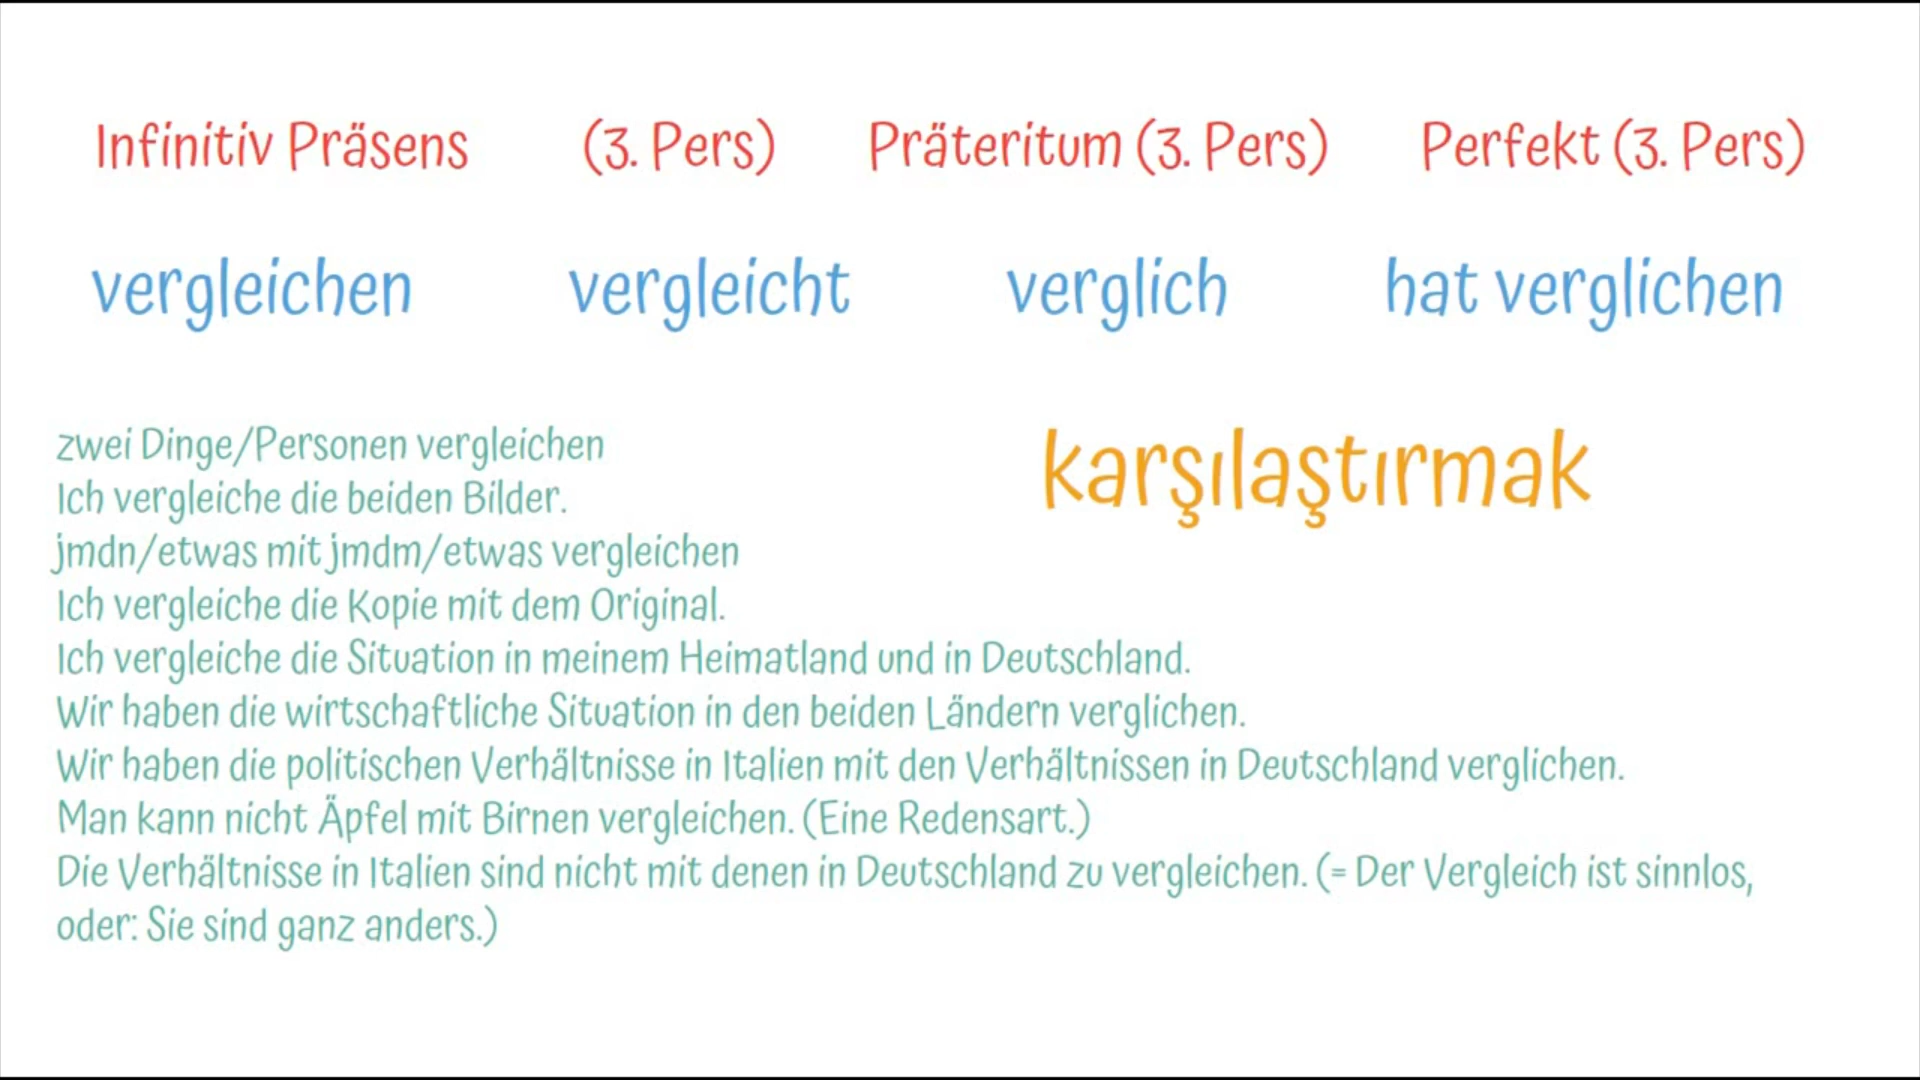 Infinitiv Präsens (3. Pers) Präteritum (3. Pers) Perfekt (3. Pers)
vergleichen vergleicht verglich hat verglichen
karşılaştırmak
zwei Dinge/Personen vergleichen
Ich vergleiche die beiden Bilder.
jmdn/etwas mit jmdm/etwas vergleichen
Ich vergleiche die Kopie mit dem Original.
Ich vergleiche die Situation in meinem Heimatland und in Deutschland.
Wir haben die wirtschaftliche Situation in den beiden Ländern verglichen.
Wir haben die politischen Verhältnisse in Italien mit den Verhältnissen in Deutschland verglichen.
Man kann nicht Äpfel mit Birnen vergleichen. (Eine Redensart.)
Die Verhältnisse in Italien sind nicht mit denen in Deutschland zu vergleichen. (= Der Vergleich ist sinnlos,
oder: Sie sind ganz anders.)